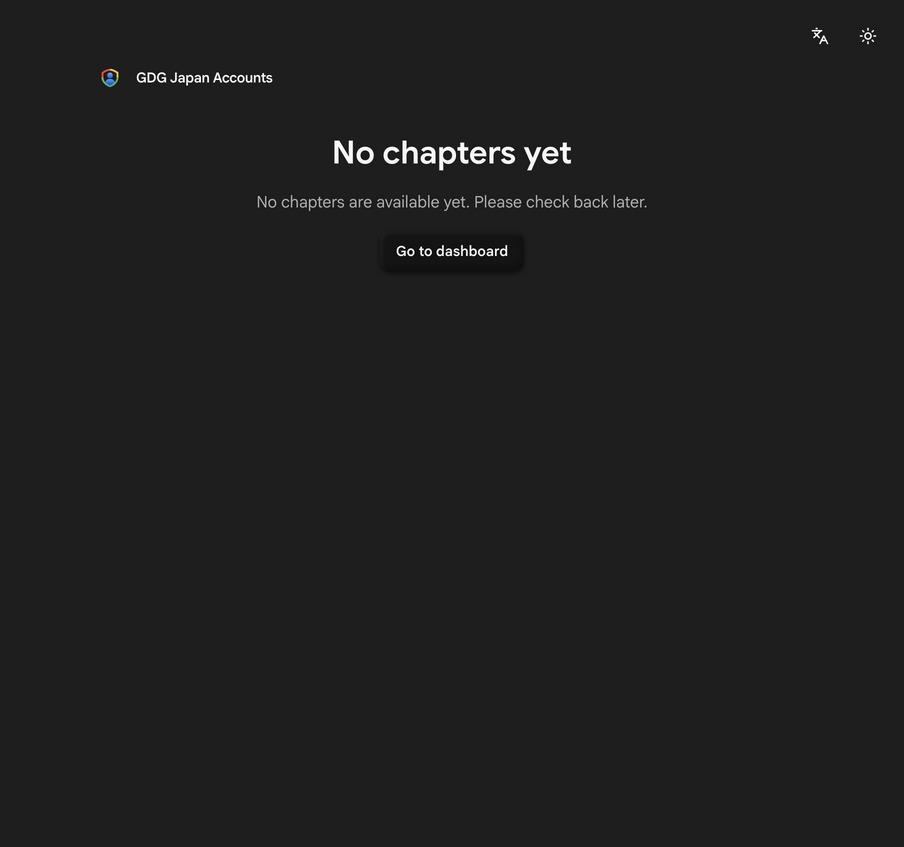 GDG Japan Accounts
No chapters yet
No chapters are available yet. Please check back later.
Go to dashboard